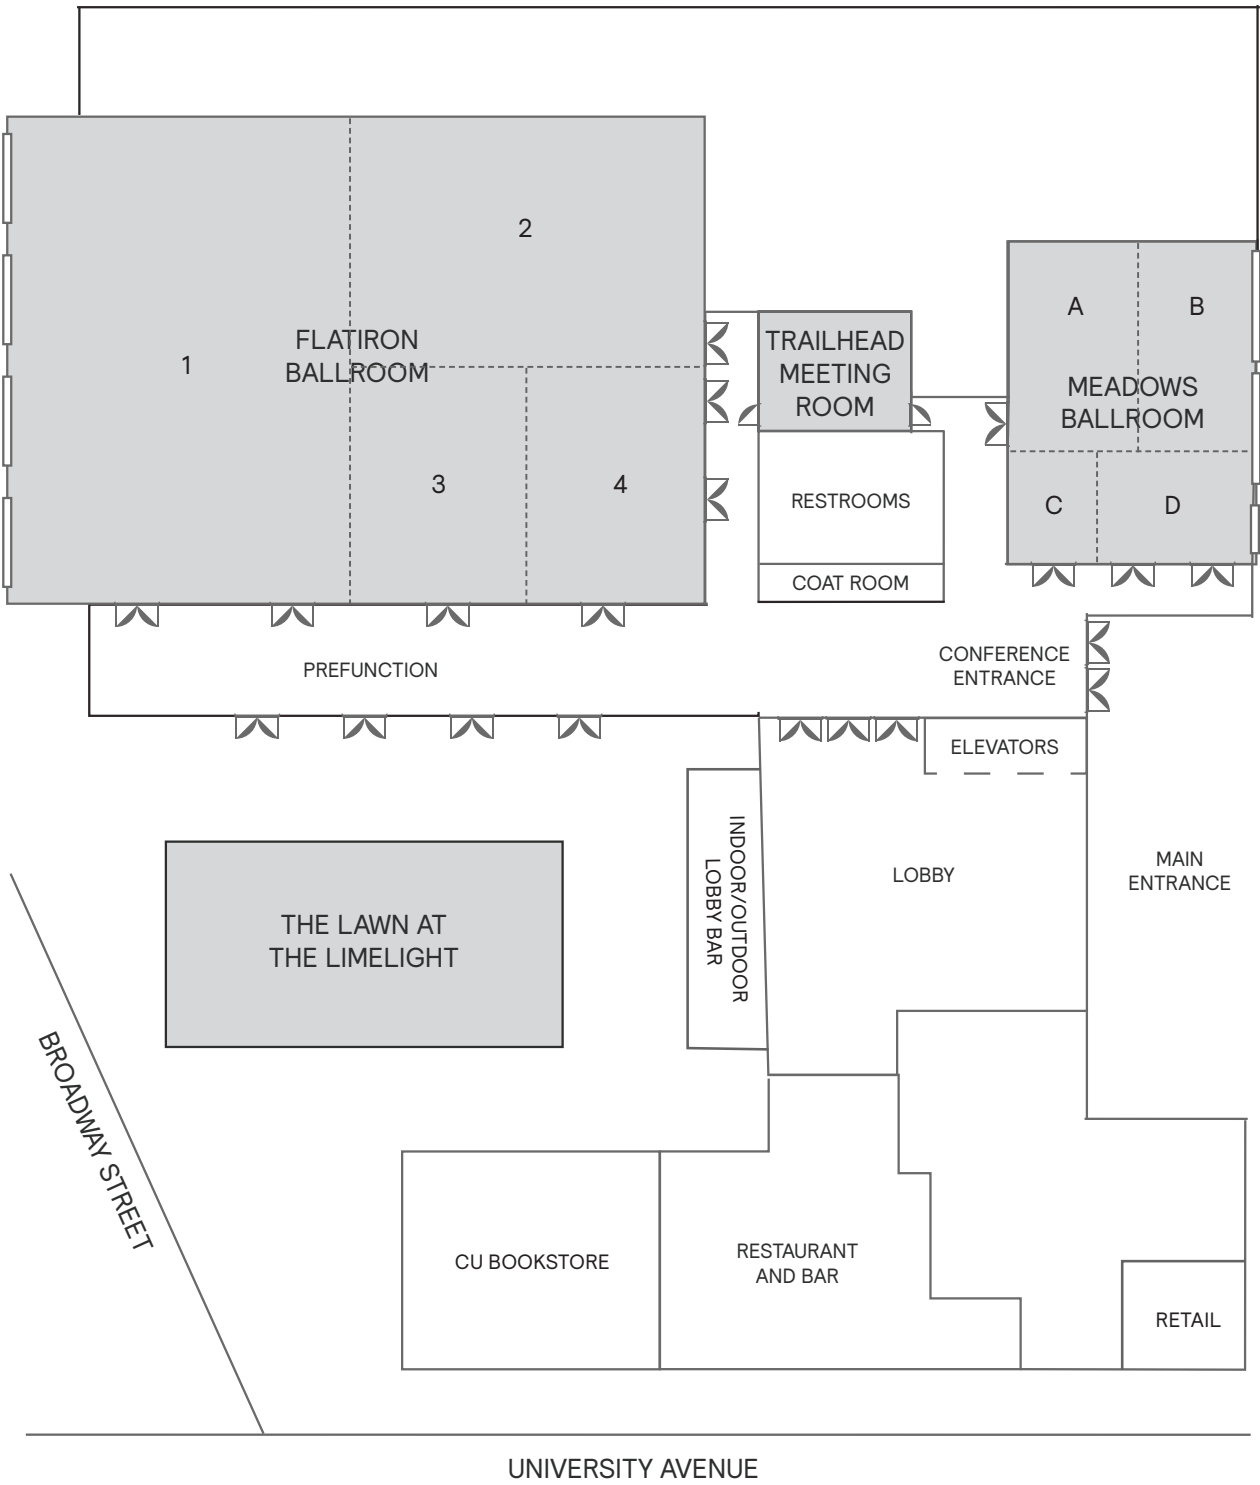 1
2
FLATIRON
BALLROOM
3
4
TRAILHEAD
MEETING
ROOM
RESTROOMS
COAT ROOM
A
B
MEADOWS
BALLROOM
C
D
PREFUNCTION
CONFERENCE
ENTRANCE
ELEVATORS
INDOOR/OUTDOOR
LOBBY BAR
LOBBY
MAIN
ENTRANCE
THE LAWN AT
THE LIMELIGHT
BROADWAY STREET
CU BOOKSTORE
RESTAURANT
AND BAR
RETAIL
UNIVERSITY AVENUE